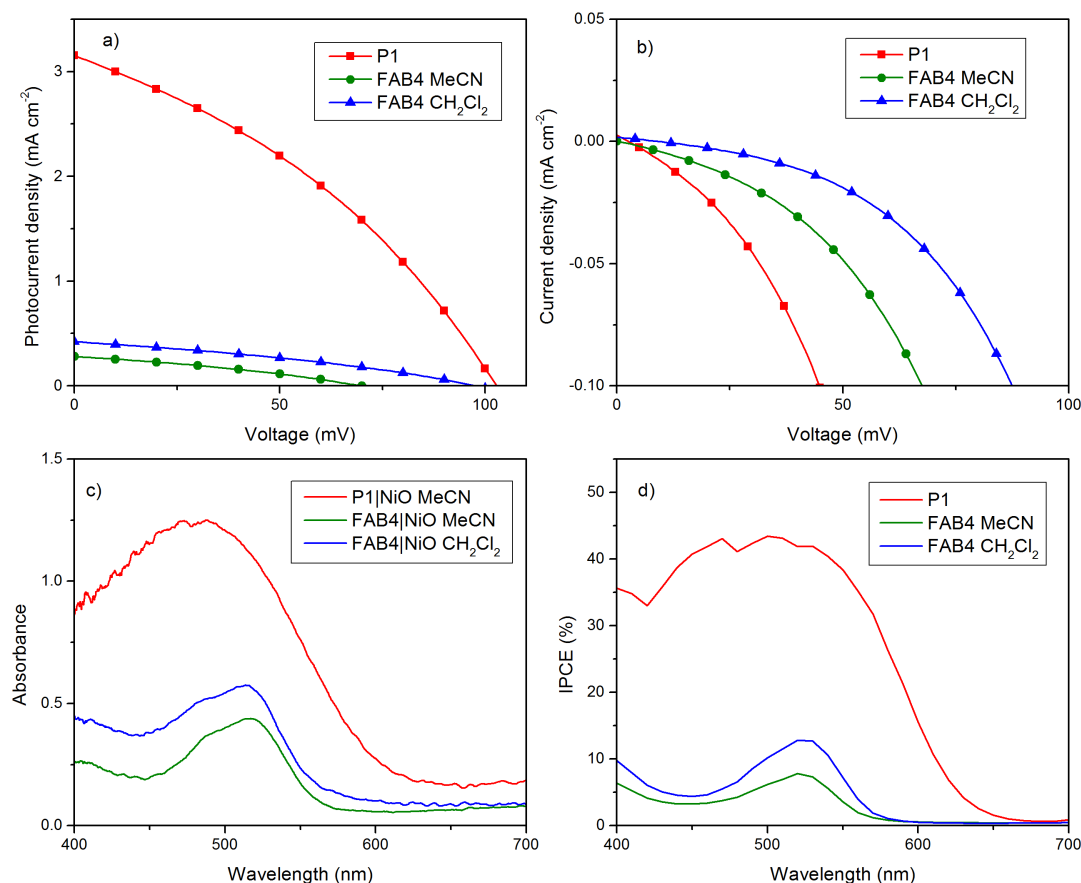 a)
P1
FAB4 MeCN
FAB4 CH₂Cl₂
Photocurrent density (mA cm⁻²)
3
2
1
0
0
50
100
Voltage (mV)
b)
P1
FAB4 MeCN
FAB4 CH₂Cl₂
Current density (mA cm⁻²)
0.05
0.00
-0.05
-0.10
0
50
100
Voltage (mV)
c)
P1|NiO MeCN
FAB4|NiO MeCN
FAB4|NiO CH₂Cl₂
Absorbance
1.5
1.0
0.5
0.0
400
500
600
700
Wavelength (nm)
d)
P1
FAB4 MeCN
FAB4 CH₂Cl₂
IPCE (%)
50
40
30
20
10
0
400
500
600
700
Wavelength (nm)